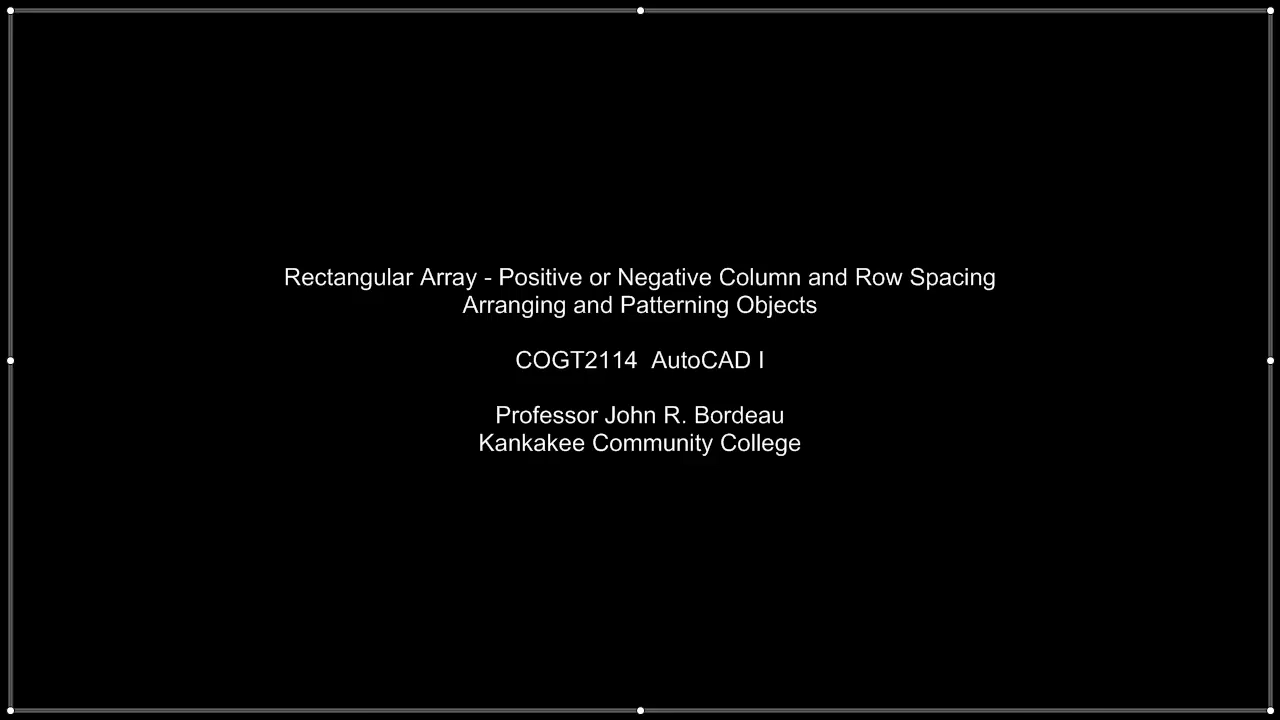 Rectangular Array - Positive or Negative Column and Row Spacing
Arranging and Patterning Objects
COGT2114  AutoCAD I
Professor John R. Bordeau
Kankakee Community College